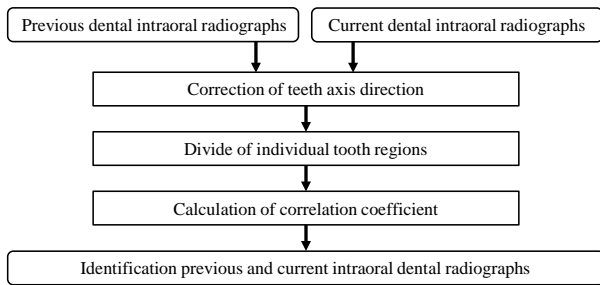 Previous dental intraoral radiographs
Current dental intraoral radiographs
Correction of teeth axis direction
Divide of individual tooth regions
Calculation of correlation coefficient
Identification previous and current intraoral dental radiographs